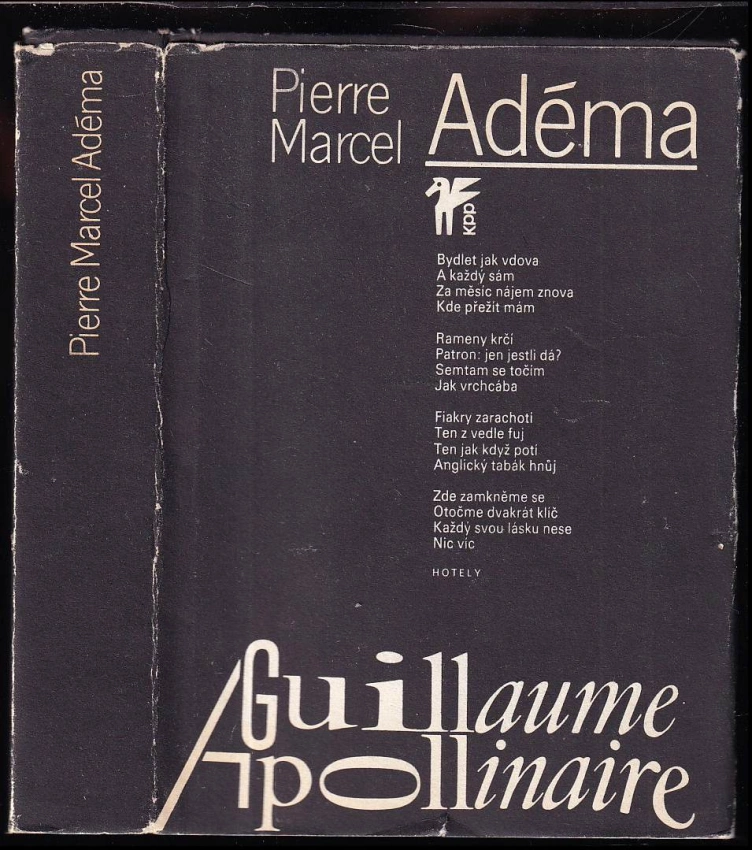 Pierre Marcel Adéma
Pierre
Marcel
Adéma
kpp
Bydlet jak vdova
A každý sám
Za měsíc nájem znova
Kde přežít mám
Rameny krčí
Patron: jen jestli dá?
Semtam se točím
Jak vrchcába
Fiakry zarachotí
Ten z vedle fuj
Ten jak když potí
Anglický tabák hnůj
Zde zamkněme se
Otočme dvakrát klíč
Každý svou lásku nese
Nic víc
HOTELY
Guillaume
Apollinaire